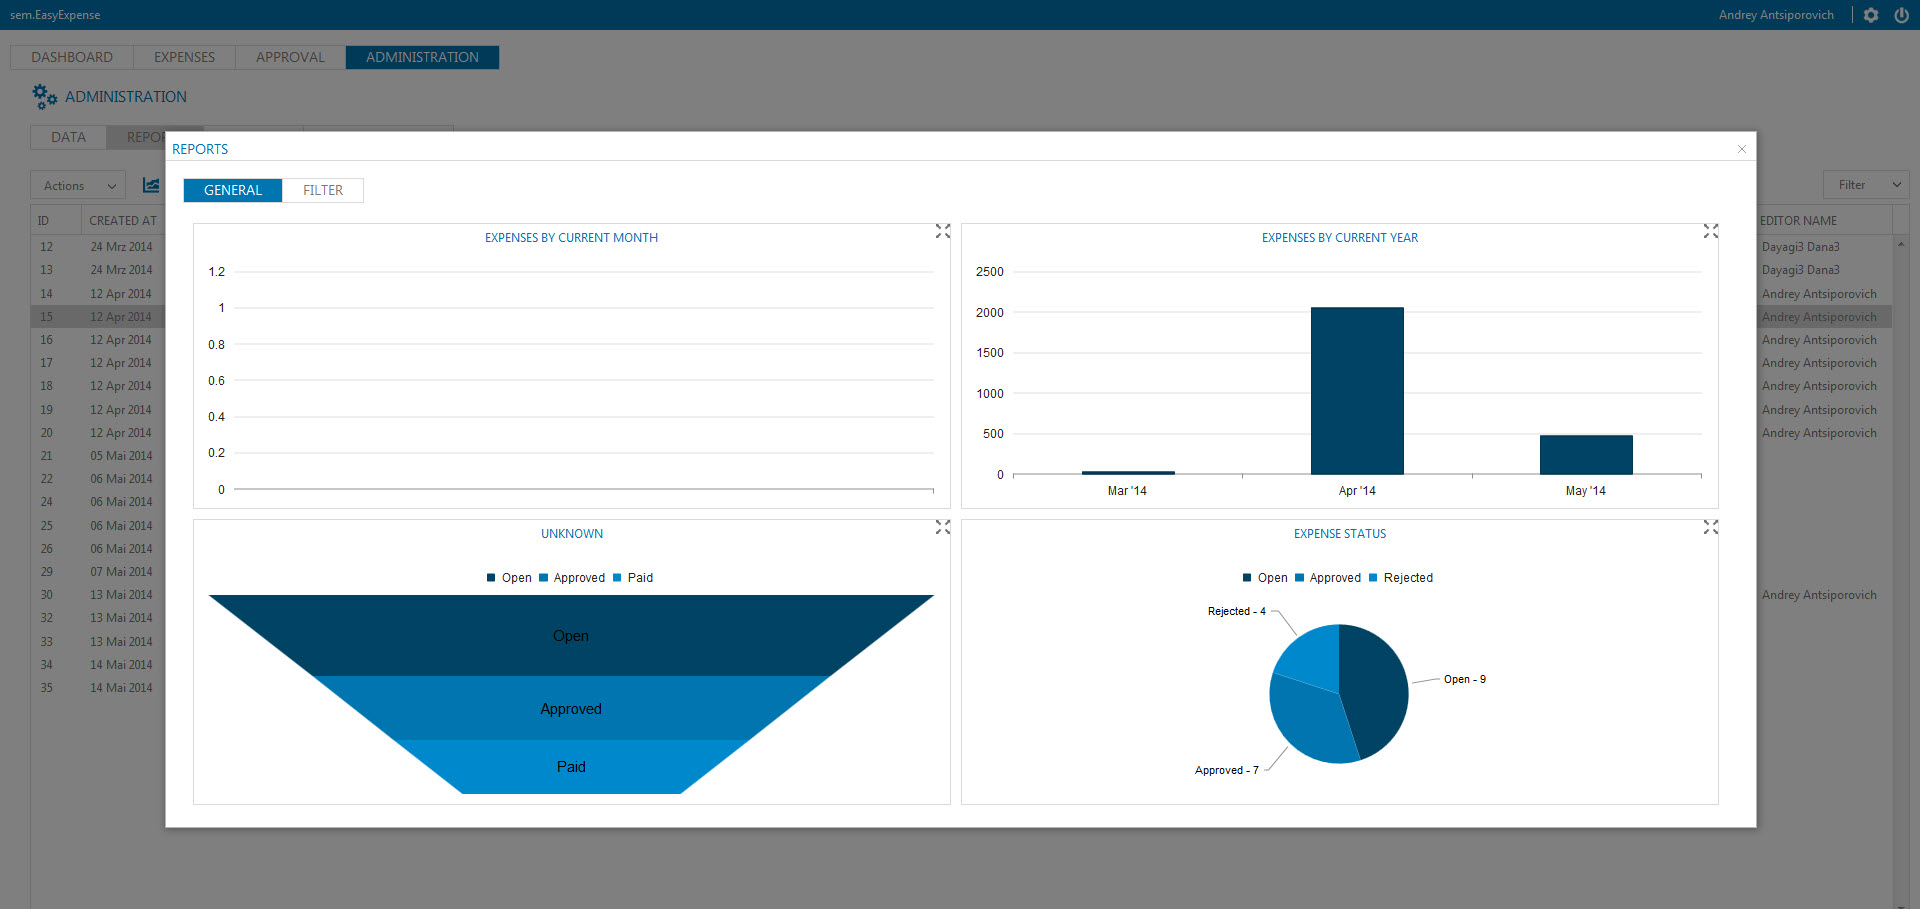 sem.EasyExpense
Andrey Antsiporovich
DASHBOARD EXPENSES APPROVAL ADMINISTRATION
ADMINISTRATION
DATA
REPORTS
GENERAL FILTER
Actions
Filter
ID CREATED AT
EDITOR NAME
12 24 Mrz 2014 Dayagi3 Dana3
13 24 Mrz 2014 Dayagi3 Dana3
14 12 Apr 2014 Andrey Antsiporovich
15 12 Apr 2014 Andrey Antsiporovich
16 12 Apr 2014 Andrey Antsiporovich
17 12 Apr 2014 Andrey Antsiporovich
18 12 Apr 2014 Andrey Antsiporovich
19 12 Apr 2014 Andrey Antsiporovich
20 12 Apr 2014 Andrey Antsiporovich
21 05 Mai 2014
22 06 Mai 2014
24 06 Mai 2014
25 06 Mai 2014
26 06 Mai 2014
29 07 Mai 2014
30 13 Mai 2014 Andrey Antsiporovich
32 13 Mai 2014
33 13 Mai 2014
34 14 Mai 2014
35 14 Mai 2014
EXPENSES BY CURRENT MONTH
1.2
1
0.8
0.6
0.4
0.2
0
EXPENSES BY CURRENT YEAR
2500
2000
1500
1000
500
0
Mar '14 Apr '14 May '14
UNKNOWN
Open Approved Paid
Open
Approved
Paid
EXPENSE STATUS
Open Approved Rejected
Rejected - 4
Open - 9
Approved - 7